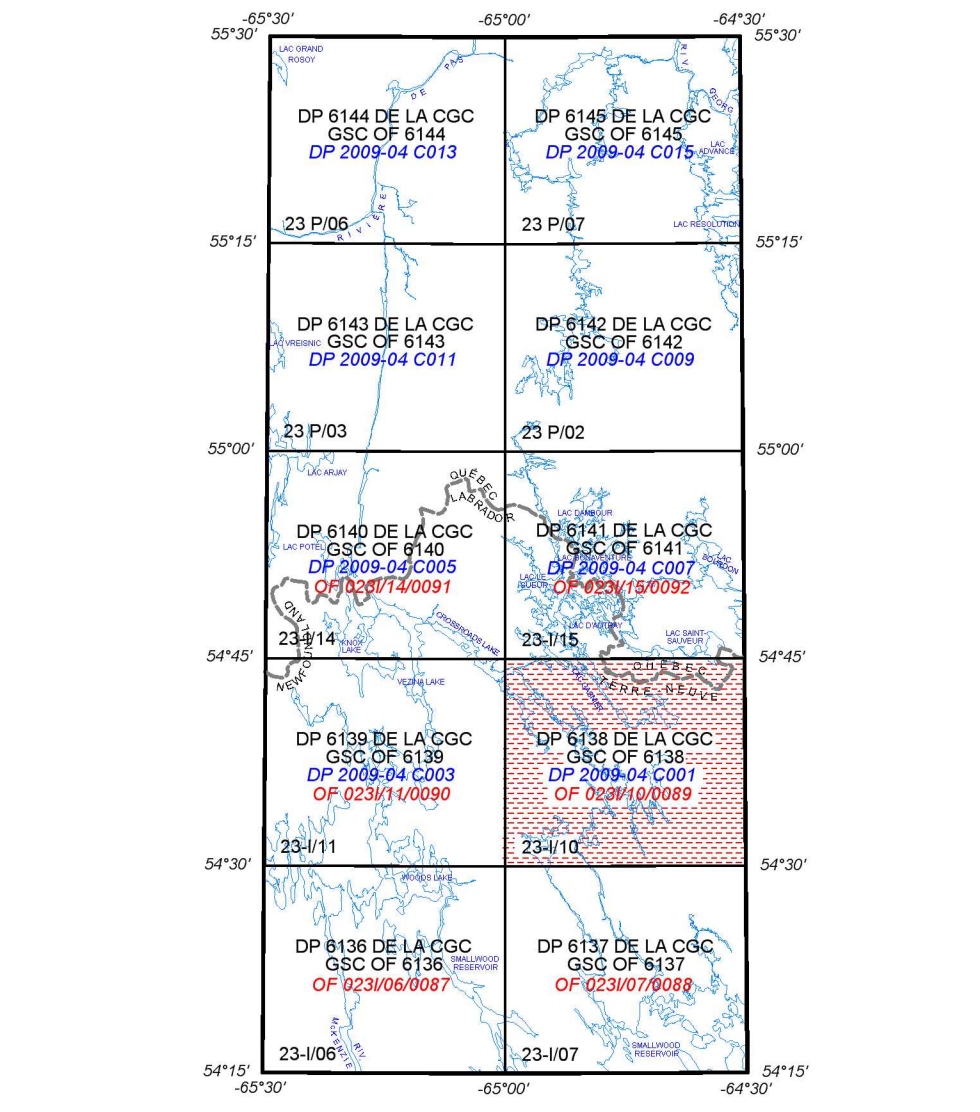 -65°30'
-65°00'
-64°30'
55°30'
55°30'
LAC GRAND
ROSOY
DE PAS
RIVIÈRE
DP 6144 DE LA CGC
GSC OF 6144
DP 2009-04 C013
23 P/06
RIV
GEORG
DP 6145 DE LA CGC
GSC OF 6145
DP 2009-04 C015
LAC
ADVANCE
LAC RESOLUTION
23 P/07
55°15'
55°15'
DP 6143 DE LA CGC
GSC OF 6143
DP 2009-04 C011
LAC VREISNIC
23 P/03
DP 6142 DE LA CGC
GSC OF 6142
DP 2009-04 C009
23 P/02
55°00'
55°00'
LAC ARJAY
QUÉBEC
LABRADOR
DP 6140 DE LA CGC
GSC OF 6140
DP 2009-04 C005
OF 023I/14/0091
LAC POTEL
23-I/14
KNOX
LAKE
CROSSROADS LAKE
LAC DAMBOUR
DP 6141 DE LA CGC
GSC OF 6141
LAC BONAVENTURE
DP 2009-04 C007
OF 023I/15/0092
LAC LE
SUEUR
LAC
BOURDON
LAC D'AUTRAY
LAC SAINT-
SAUVEUR
23-I/15
54°45'
54°45'
NEWFOUNDLAND
VEZINA LAKE
DP 6139 DE LA CGC
GSC OF 6139
DP 2009-04 C003
OF 023I/11/0090
23-I/11
QUÉBEC
TERRE-NEUVE
DP 6138 DE LA CGC
GSC OF 6138
DP 2009-04 C001
OF 023I/10/0089
23-I/10
54°30'
54°30'
WOODS LAKE
DP 6136 DE LA CGC
GSC OF 6136
OF 023I/06/0087
SMALLWOOD
RESERVOIR
McKENZIE
RIV
23-I/06
DP 6137 DE LA CGC
GSC OF 6137
OF 023I/07/0088
SMALLWOOD
RESERVOIR
23-I/07
54°15'
54°15'
-65°30'
-65°00'
-64°30'